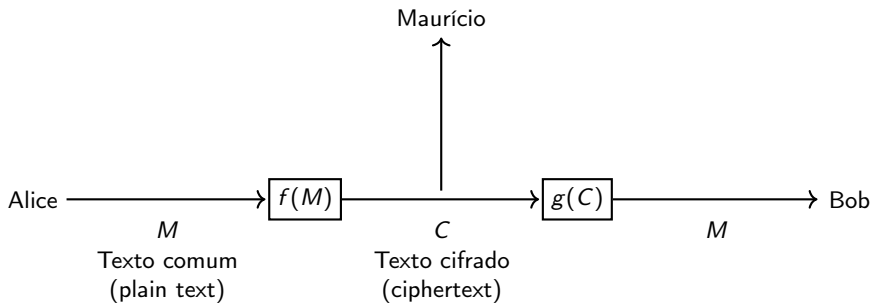 Maurício
Alice f(M) g(C) Bob
M C M
Texto comum Texto cifrado
(plain text) (ciphertext)